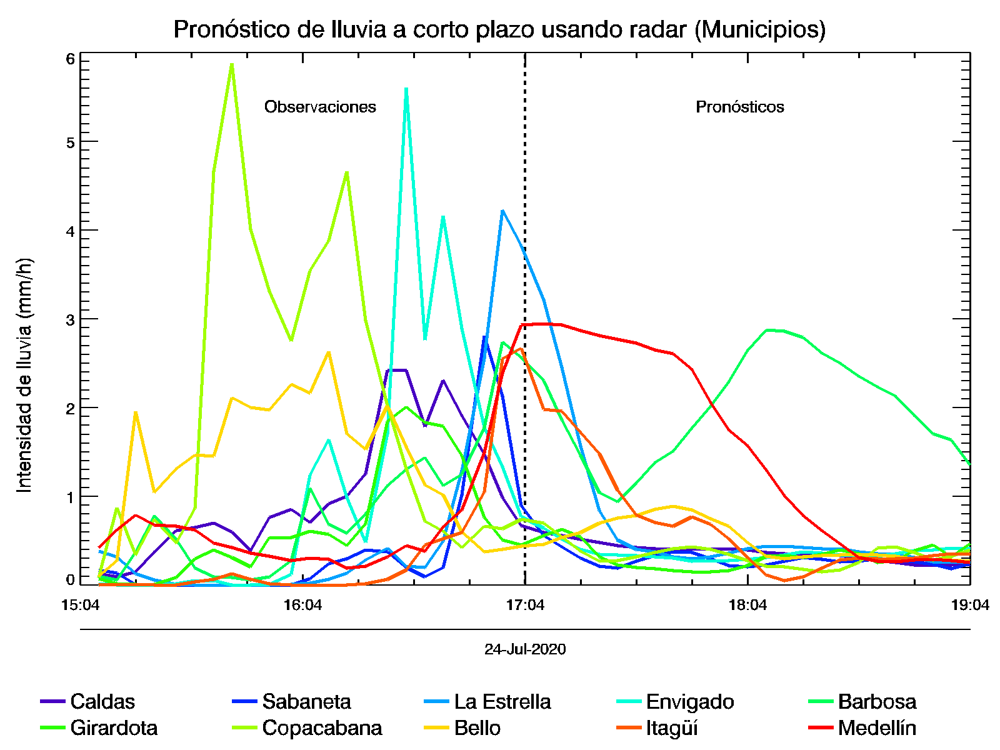 Pronóstico de lluvia a corto plazo usando radar (Municipios)
Observaciones
Pronósticos
Intensidad de lluvia (mm/h)
6
5
4
3
2
1
0
15:04 16:04 17:04 18:04 19:04
24-Jul-2020
Caldas Sabaneta La Estrella Envigado Barbosa
Girardota Copacabana Bello Itagüí Medellín